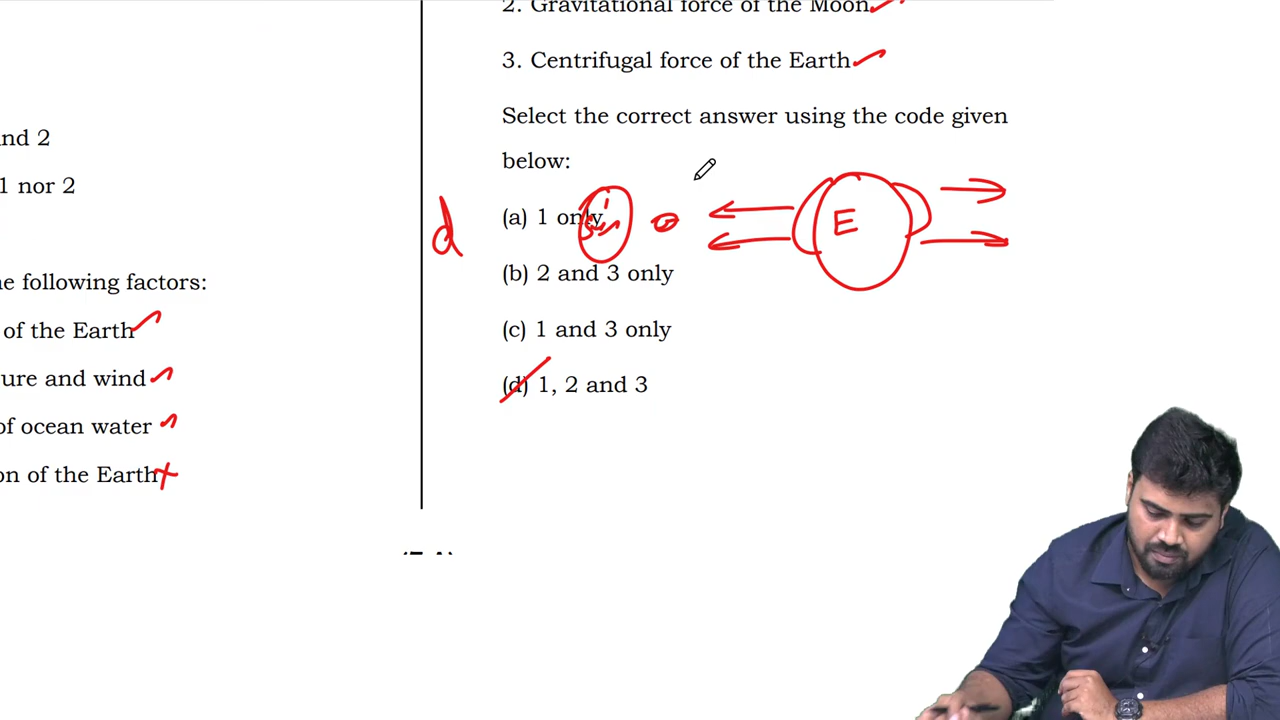 nd 2
1 nor 2
e following factors:
of the Earth
ure and wind
of ocean water
on of the Earth
2. Gravitational force of the Moon
3. Centrifugal force of the Earth
Select the correct answer using the code given
below:
d
(a) 1 only
Sun
E
(b) 2 and 3 only
(c) 1 and 3 only
(d) 1, 2 and 3